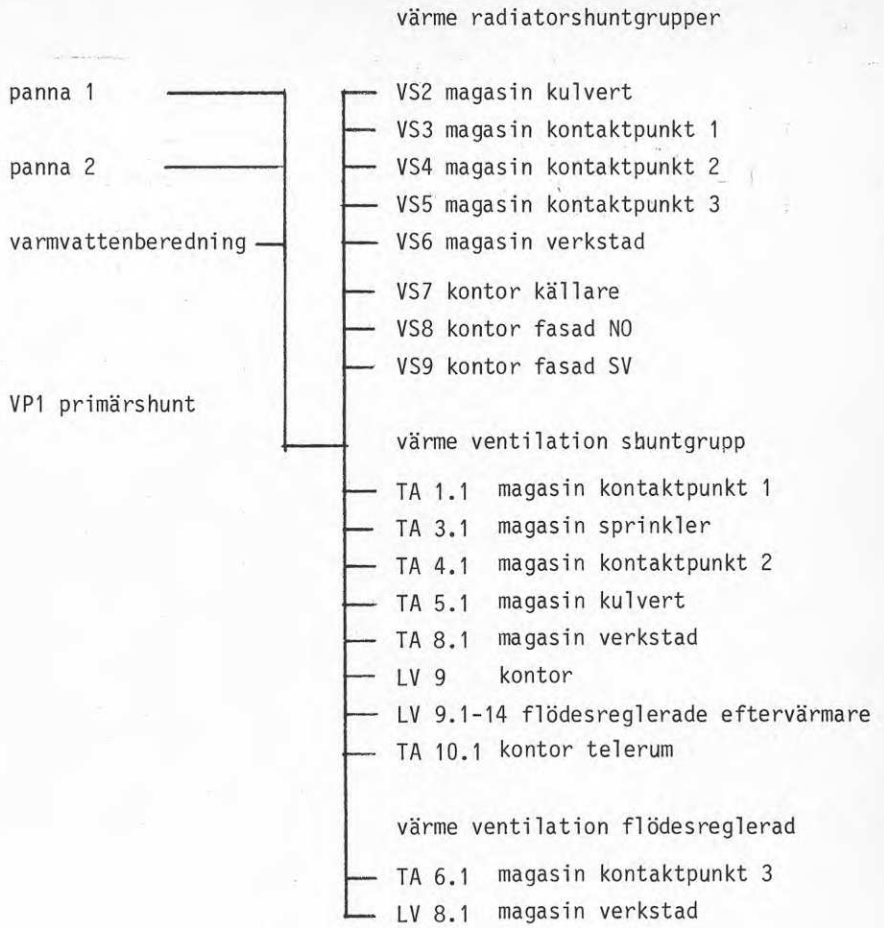 värme radiatorshuntgrupper
panna 1
panna 2
varmvattenberedning
VP1 primärshunt
VS2 magasin kulvert
VS3 magasin kontaktpunkt 1
VS4 magasin kontaktpunkt 2
VS5 magasin kontaktpunkt 3
VS6 magasin verkstad
VS7 kontor källare
VS8 kontor fasad NO
VS9 kontor fasad SV
värme ventilation shuntgrupp
TA 1.1 magasin kontaktpunkt 1
TA 3.1 magasin sprinkler
TA 4.1 magasin kontaktpunkt 2
TA 5.1 magasin kulvert
TA 8.1 magasin verkstad
LV 9 kontor
LV 9.1-14 flödesreglerade eftervärmare
TA 10.1 kontor telerum
värme ventilation flödesreglerad
TA 6.1 magasin kontaktpunkt 3
LV 8.1 magasin verkstad